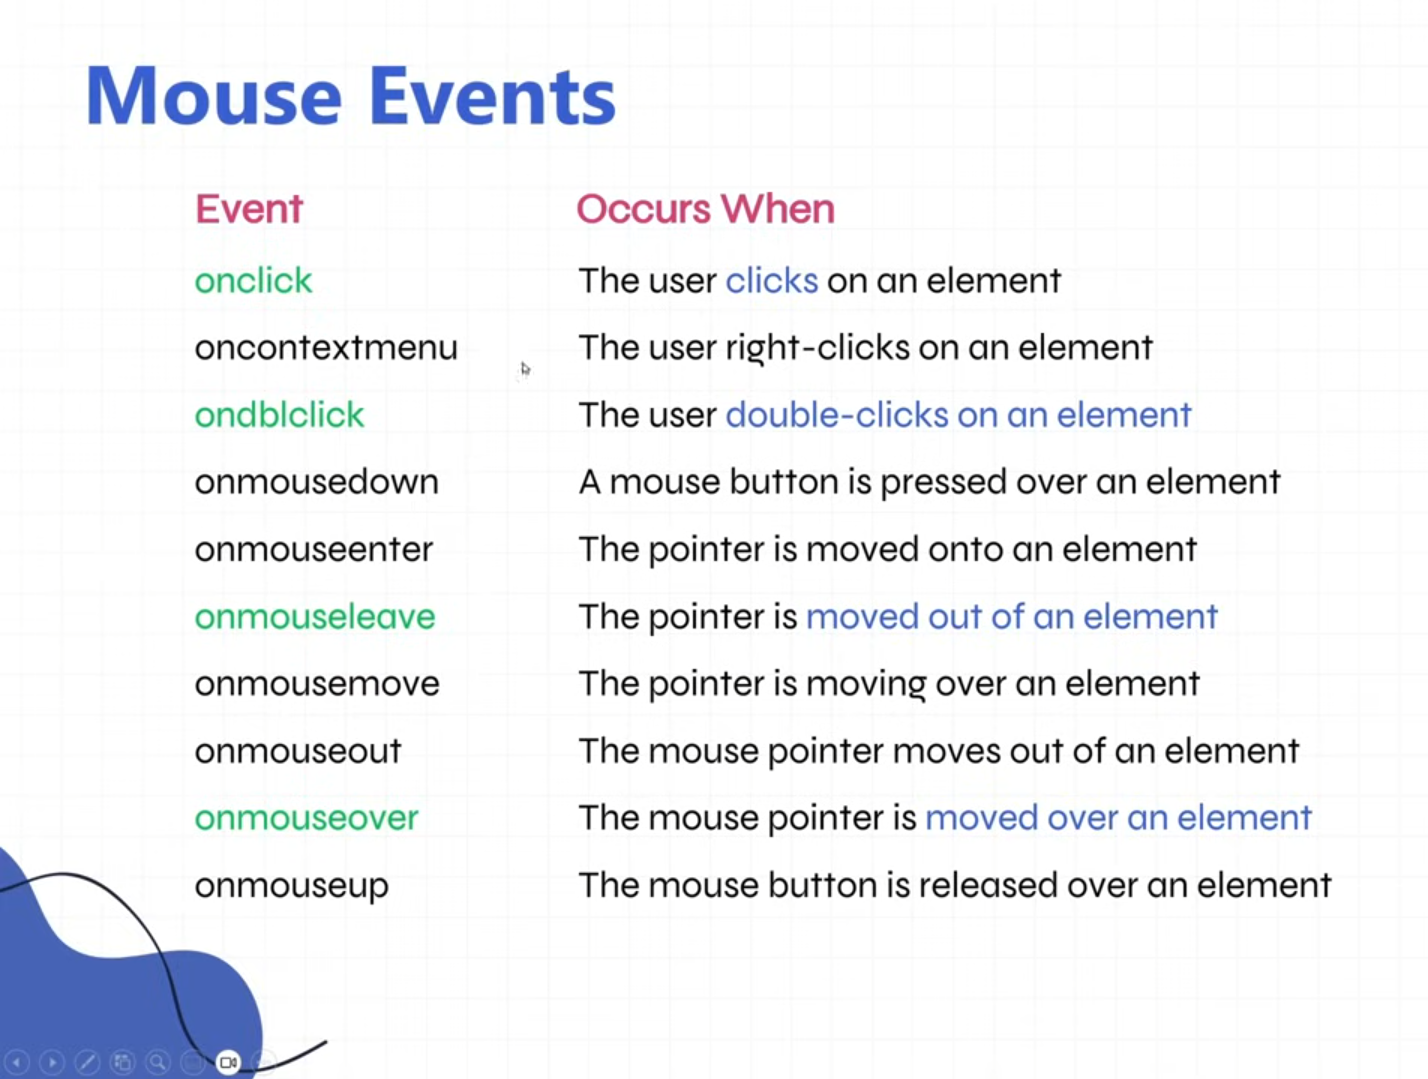 Mouse Events
Event Occurs When
onclick The user clicks on an element
oncontextmenu The user right-clicks on an element
ondblclick The user double-clicks on an element
onmousedown A mouse button is pressed over an element
onmouseenter The pointer is moved onto an element
onmouseleave The pointer is moved out of an element
onmousemove The pointer is moving over an element
onmouseout The mouse pointer moves out of an element
onmouseover The mouse pointer is moved over an element
onmouseup The mouse button is released over an element